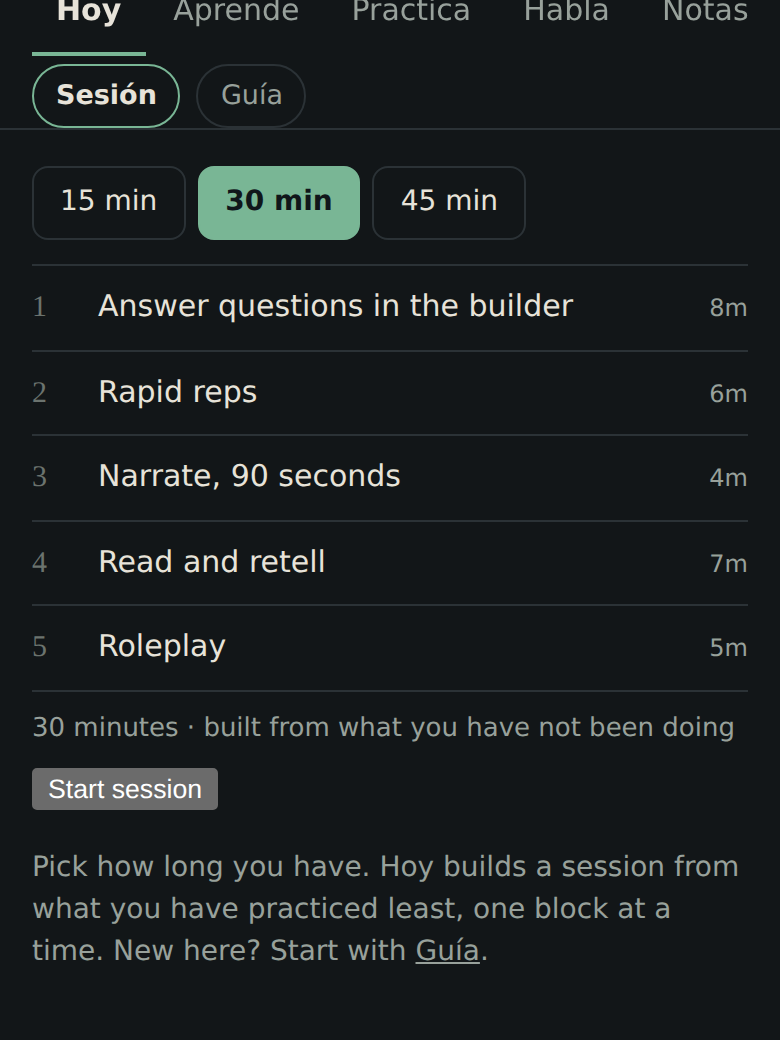 Hoy Aprende Practica Habla Notas
Sesión Guía
15 min 30 min 45 min
1 Answer questions in the builder 8m
2 Rapid reps 6m
3 Narrate, 90 seconds 4m
4 Read and retell 7m
5 Roleplay 5m
30 minutes · built from what you have not been doing
Start session
Pick how long you have. Hoy builds a session from
what you have practiced least, one block at a
time. New here? Start with Guía.